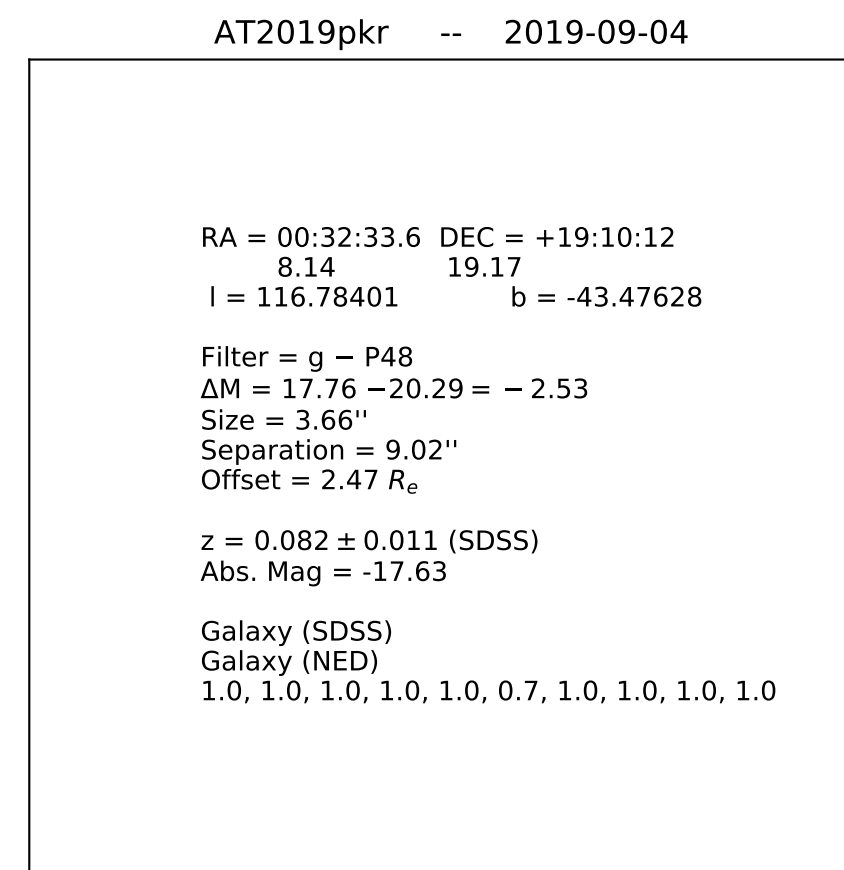 AT2019pkr -- 2019-09-04
RA = 00:32:33.6 DEC = +19:10:12
8.14 19.17
l = 116.78401 b = -43.47628
Filter = g − P48
ΔM = 17.76 −20.29 = − 2.53
Size = 3.66''
Separation = 9.02''
Offset = 2.47 Re
z = 0.082 ± 0.011 (SDSS)
Abs. Mag = -17.63
Galaxy (SDSS)
Galaxy (NED)
1.0, 1.0, 1.0, 1.0, 1.0, 0.7, 1.0, 1.0, 1.0, 1.0